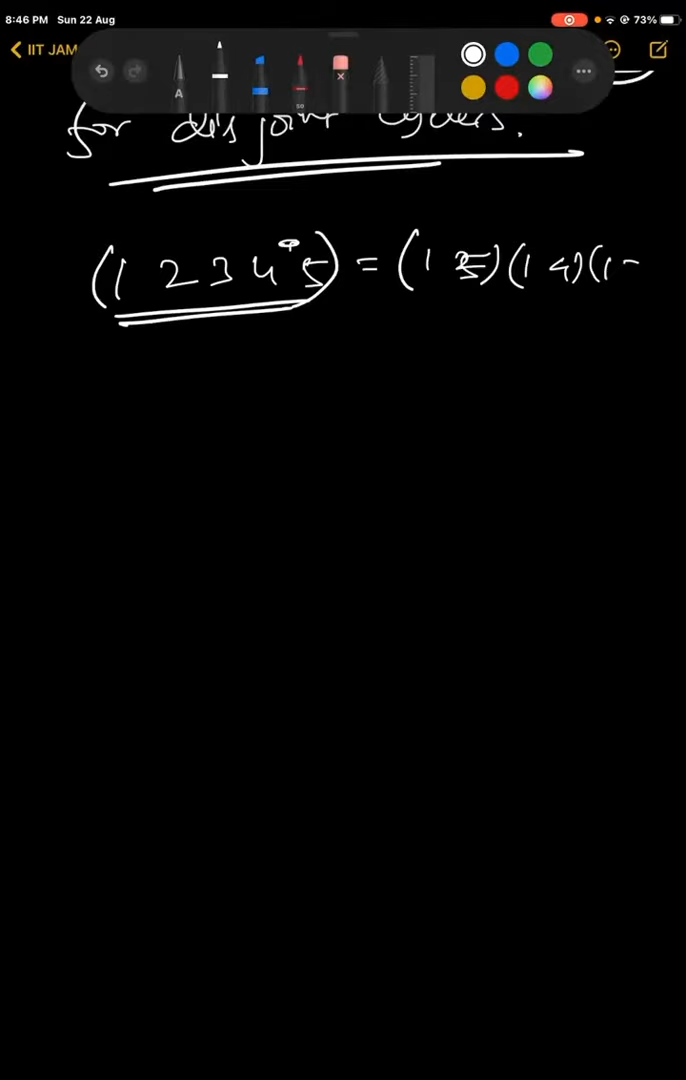 8:46 PM Sun 22 Aug 73%
IIT JAM
A
50
for disjoint cycles.
(1 2 3 4 5) = (1 5)(1 4)(1